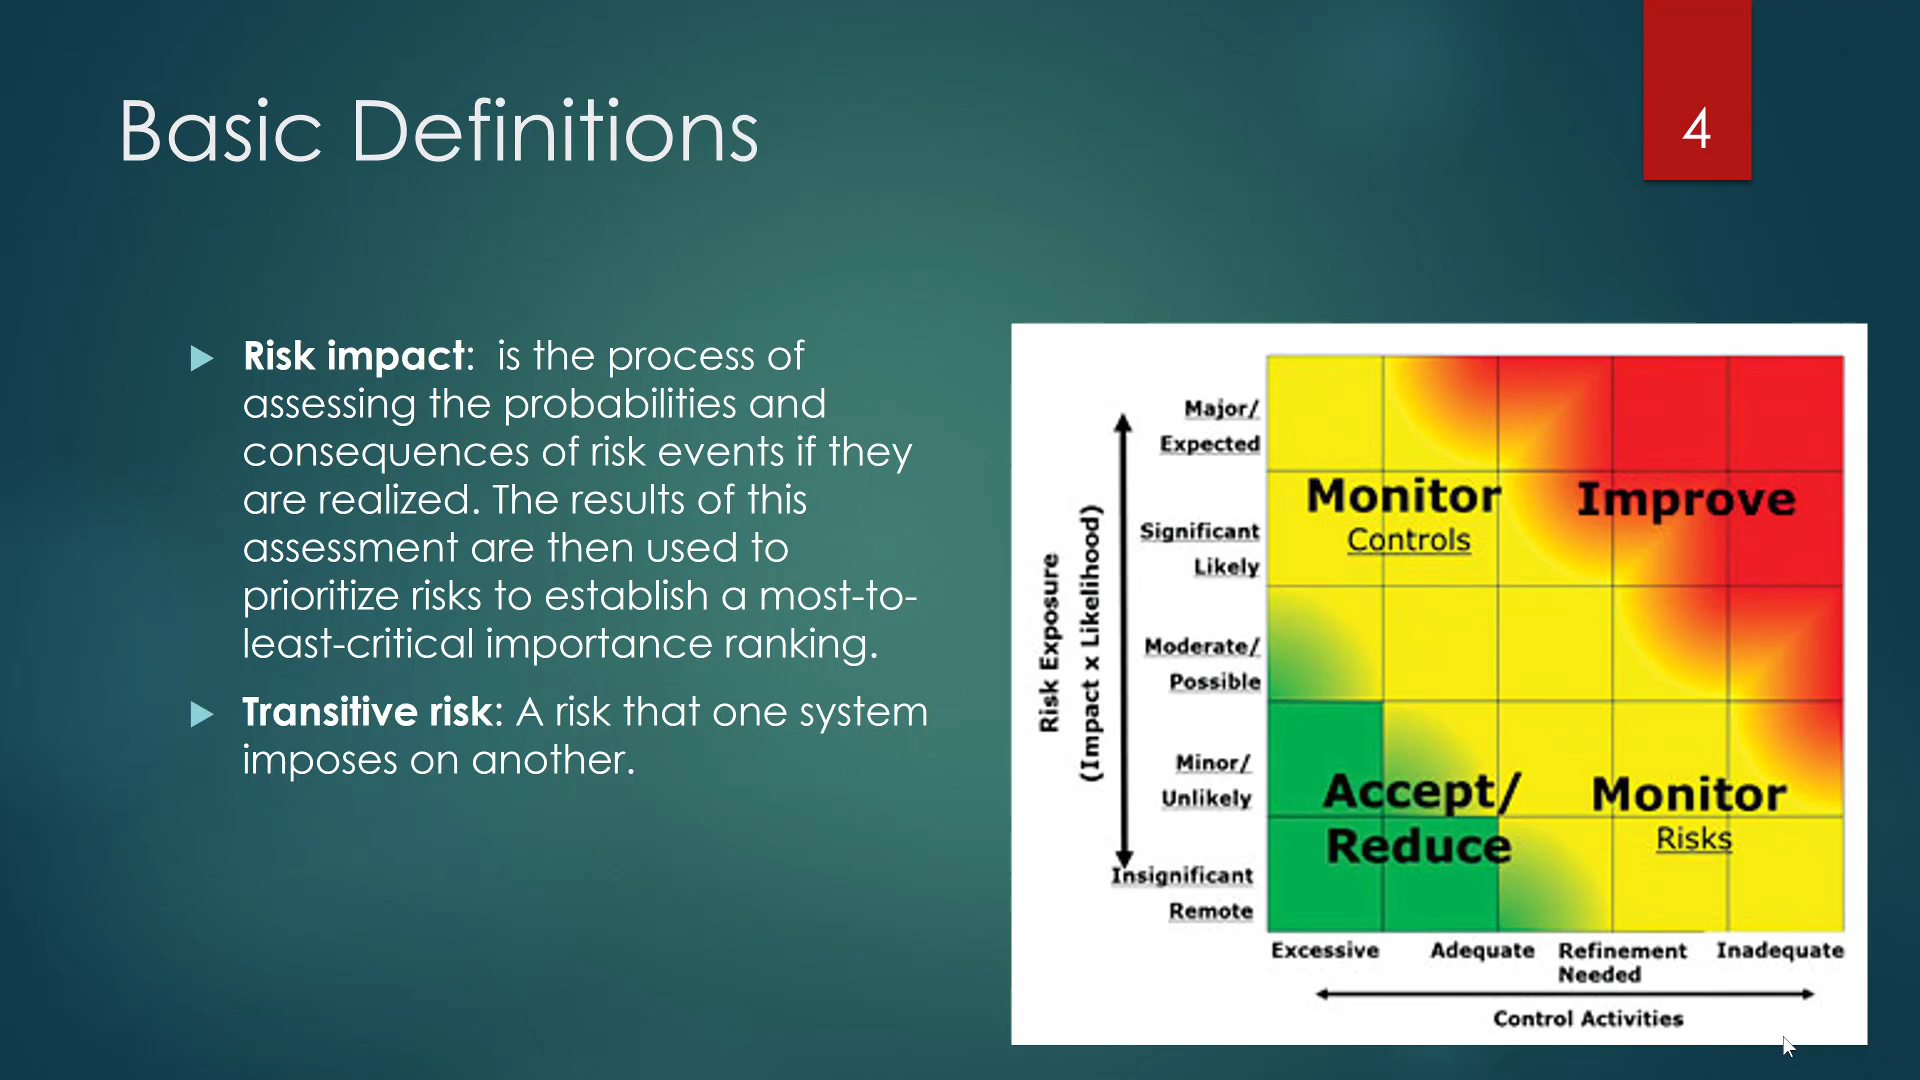 Basic Definitions
4
Risk impact:  is the process of
assessing the probabilities and
consequences of risk events if they
are realized. The results of this
assessment are then used to
prioritize risks to establish a most-to-
least-critical importance ranking.
Transitive risk: A risk that one system
imposes on another.
Risk Exposure
(Impact x Likelihood)
Major/
Expected
Significant
Likely
Moderate/
Possible
Minor/
Unlikely
Insignificant
Remote
Monitor
Controls
Improve
Accept/
Reduce
Monitor
Risks
Excessive
Adequate
Refinement
Needed
Inadequate
Control Activities